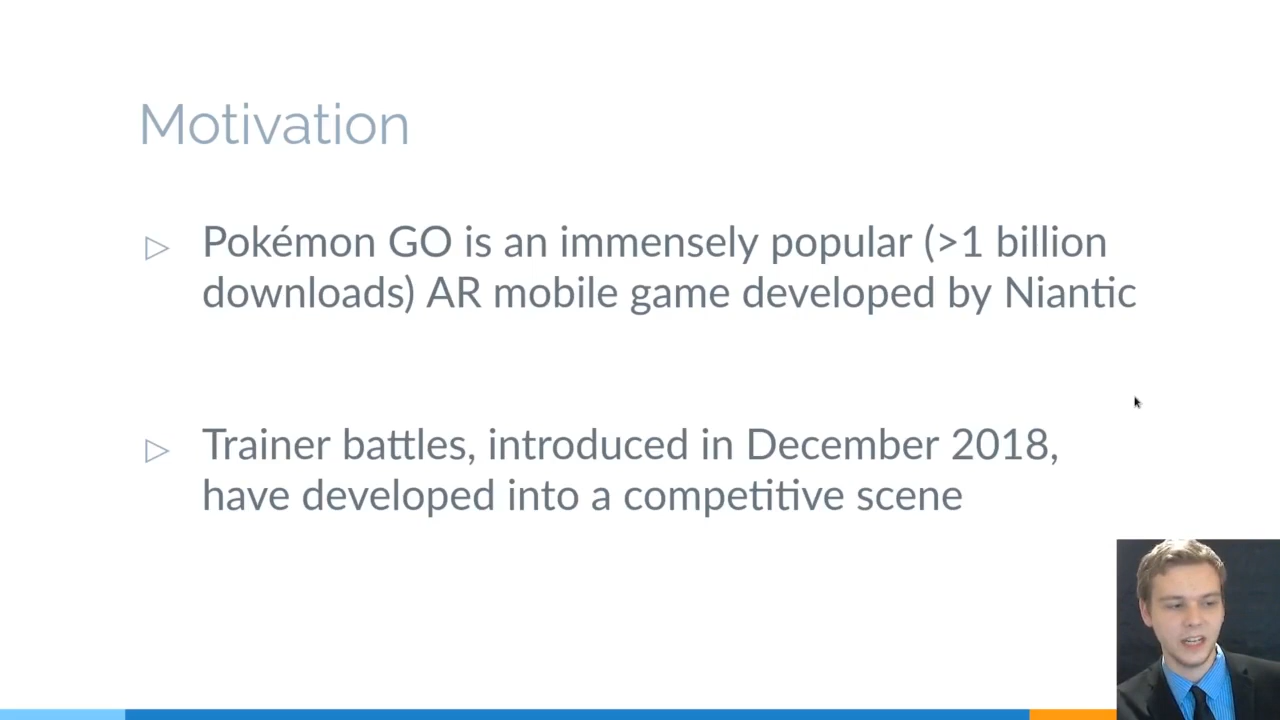 Motivation
Pokémon GO is an immensely popular (>1 billion
downloads) AR mobile game developed by Niantic
Trainer battles, introduced in December 2018,
have developed into a competitive scene